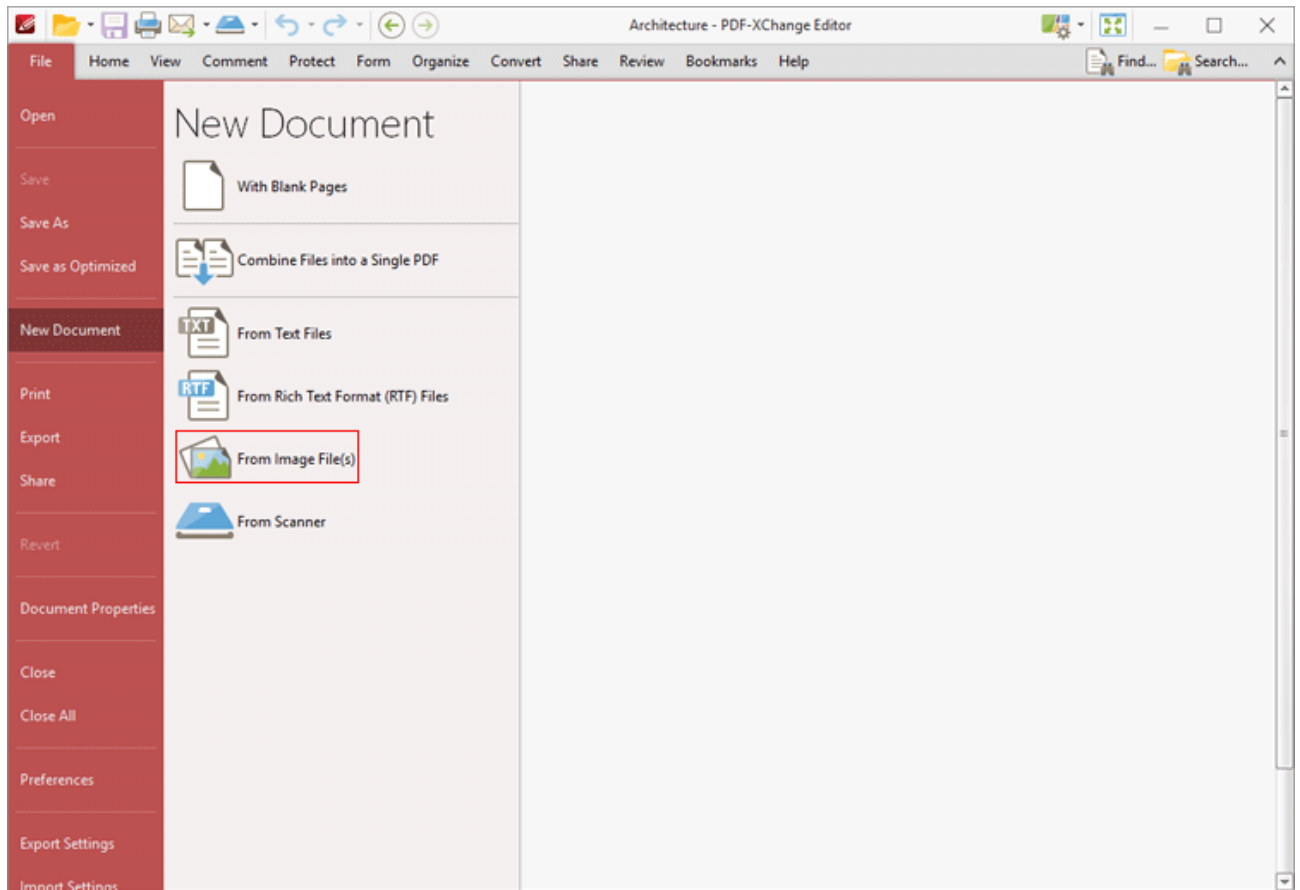 Architecture - PDF-XChange Editor
File Home View Comment Protect Form Organize Convert Share Review Bookmarks Help Find... Search...
Open
Save
Save As
Save as Optimized
New Document
Print
Export
Share
Revert
Document Properties
Close
Close All
Preferences
Export Settings
Import Settings
New Document
With Blank Pages
Combine Files into a Single PDF
TXT
From Text Files
RTF
From Rich Text Format (RTF) Files
From Image File(s)
From Scanner